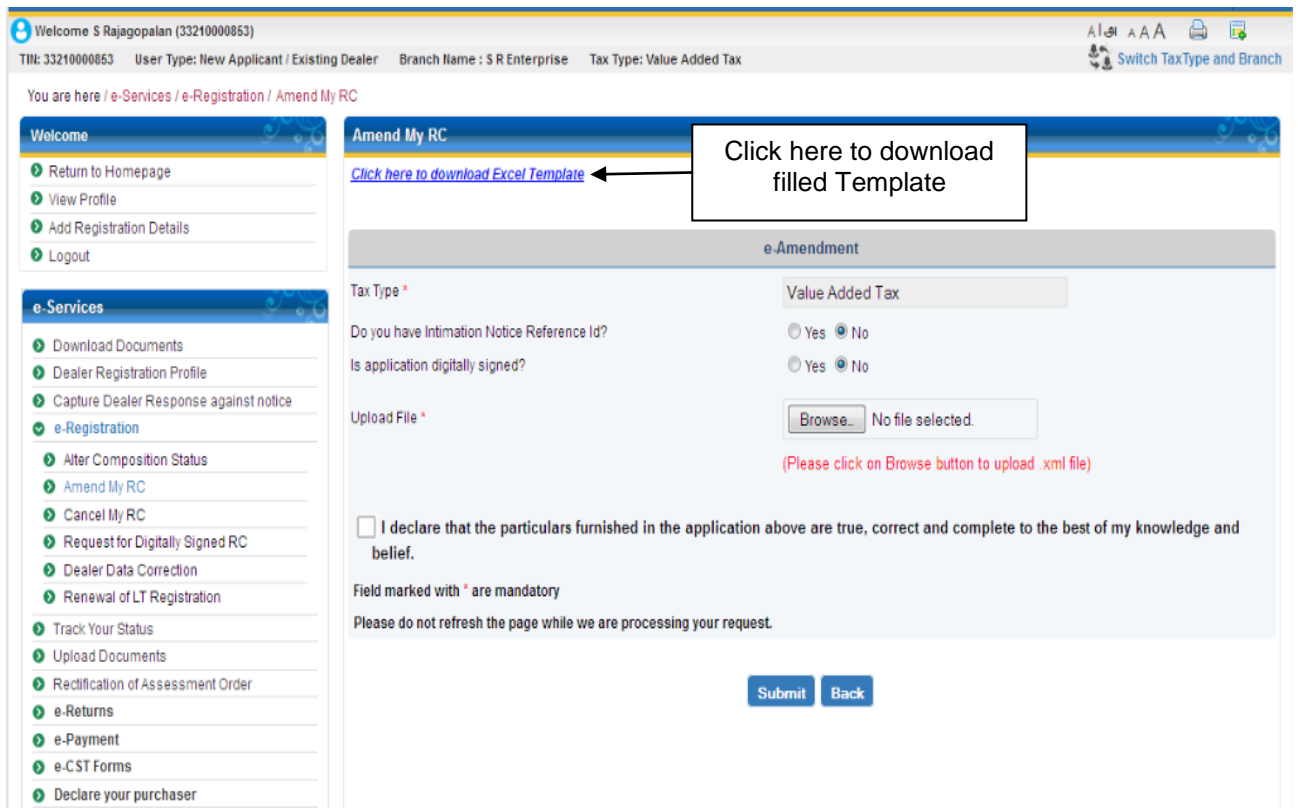 Welcome S Rajagopalan (33210000853)
A | அ A A A
TIN: 33210000853 User Type: New Applicant / Existing Dealer Branch Name : S R Enterprise Tax Type: Value Added Tax
Switch TaxType and Branch
You are here / e-Services / e-Registration / Amend My RC
Welcome
Return to Homepage
View Profile
Add Registration Details
Logout
e-Services
Download Documents
Dealer Registration Profile
Capture Dealer Response against notice
e-Registration
Alter Composition Status
Amend My RC
Cancel My RC
Request for Digitally Signed RC
Dealer Data Correction
Renewal of LT Registration
Track Your Status
Upload Documents
Rectification of Assessment Order
e-Returns
e-Payment
e-CST Forms
Declare your purchaser
Amend My RC
Click here to download Excel Template
Click here to download
filled Template
e-Amendment
Tax Type * Value Added Tax
Do you have Intimation Notice Reference Id? Yes No
Is application digitally signed? Yes No
Upload File * Browse... No file selected.
(Please click on Browse button to upload .xml file)
I declare that the particulars furnished in the application above are true, correct and complete to the best of my knowledge and
belief.
Field marked with * are mandatory
Please do not refresh the page while we are processing your request.
Submit Back